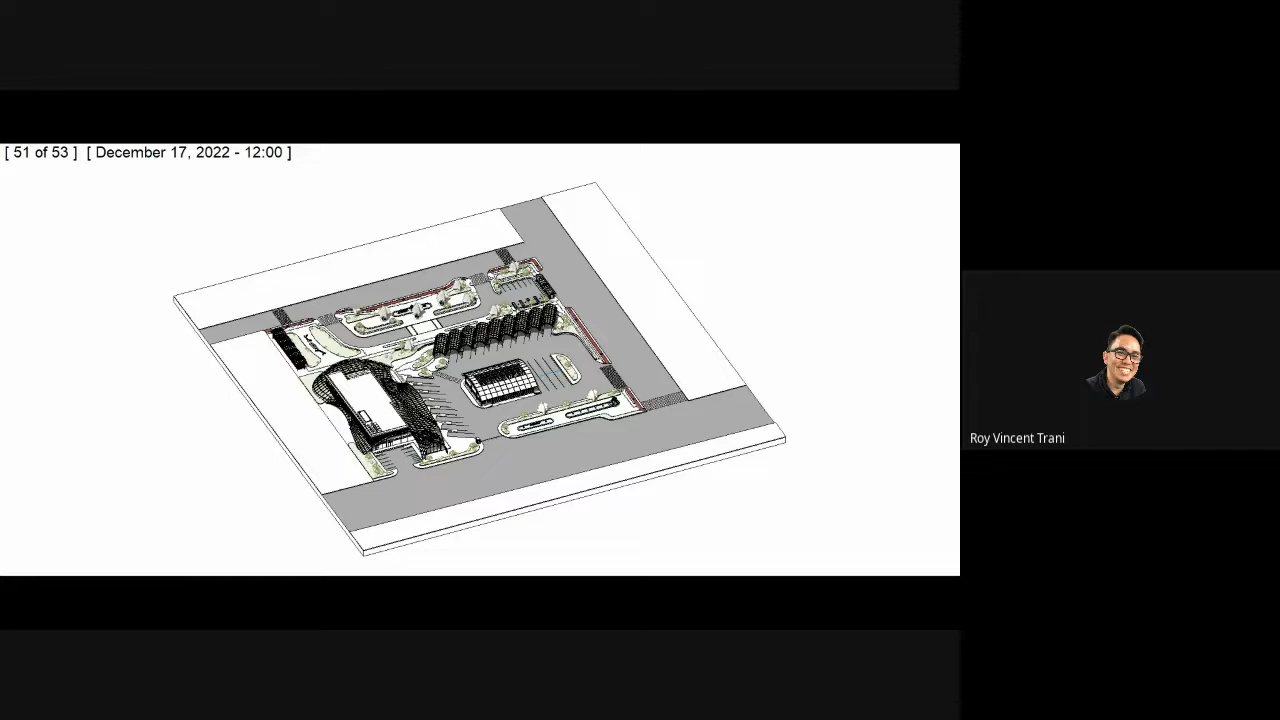 [ 51 of 53 ]  [ December 17, 2022 - 12:00 ]
Roy Vincent Trani